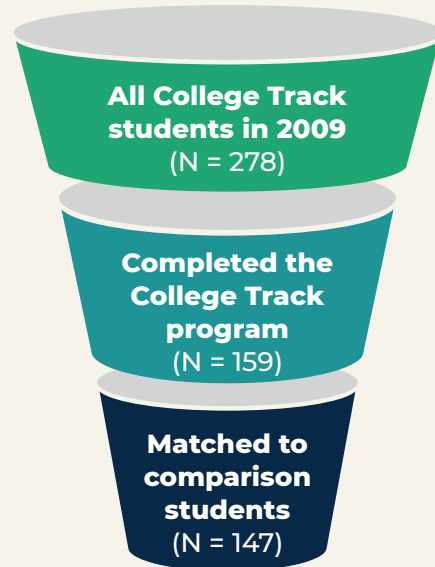 All College Track
students in 2009
(N = 278)
Completed the
College Track
program
(N = 159)
Matched to
comparison
students
(N = 147)